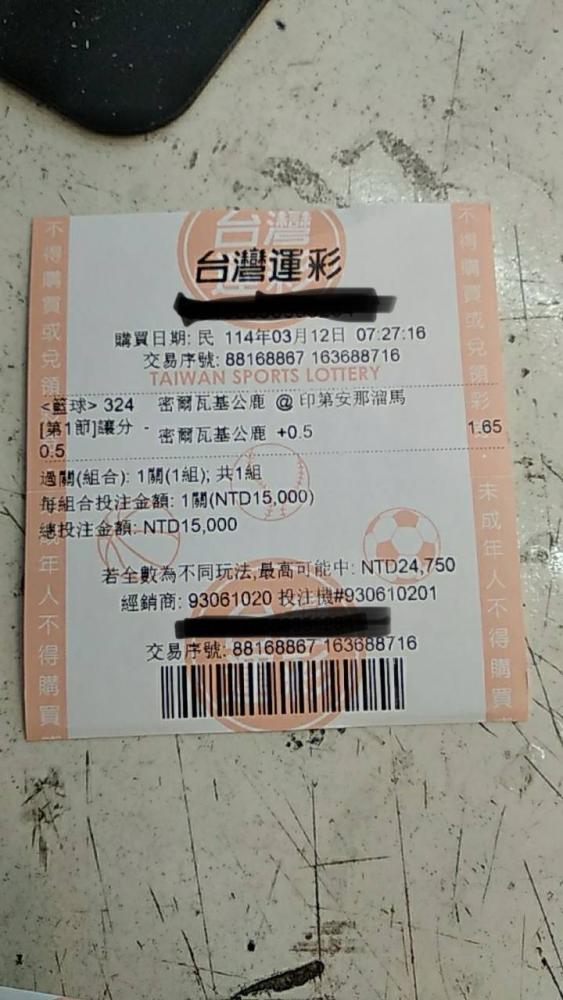 台灣
台灣運彩
購買日期: 民 114年03月12日 07:27:16
交易序號: 88168867 163688716
TAIWAN SPORTS LOTTERY
<籃球> 324 密爾瓦基公鹿 @ 印第安那溜馬
[第1節]讓分 - 密爾瓦基公鹿 +0.5 1.65
0.5
過關(組合): 1關(1組); 共1組
每組合投注金額: 1關(NTD15,000)
總投注金額: NTD15,000
若全數為不同玩法,最高可能中: NTD24,750
經銷商: 93061020 投注機#930610201
交易序號: 88168867 163688716
不得購買或兌領
年人不得購買
不得購買或兌領彩
未成年人不得購買